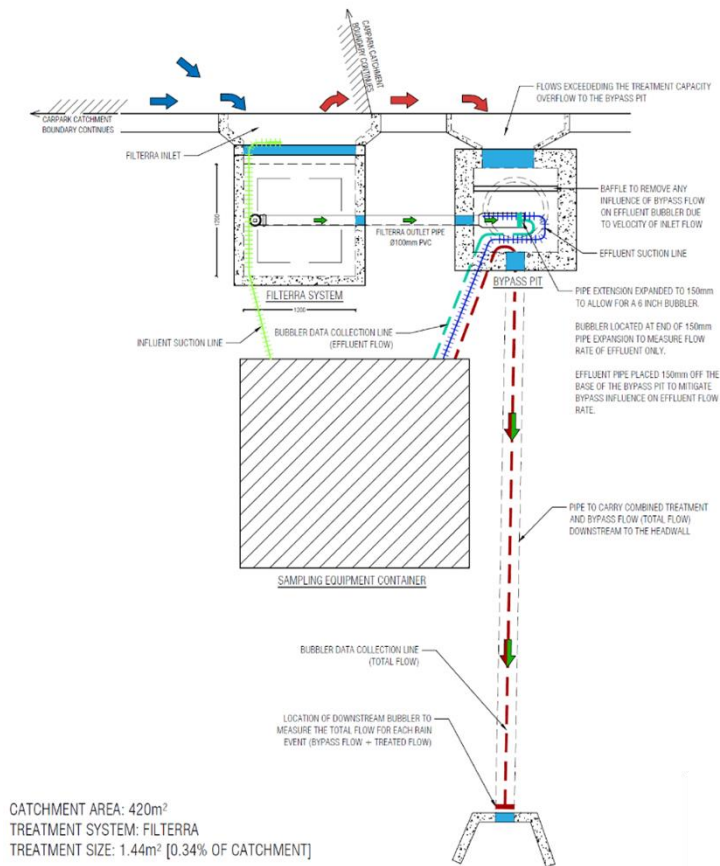 CARPARK CATCHMENT
BOUNDARY CONTINUES
CARPARK CATCHMENT
BOUNDARY CONTINUES
FLOWS EXCEEDEDING THE TREATMENT CAPACITY
OVERFLOW TO THE BYPASS PIT
FILTERRA INLET
BAFFLE TO REMOVE ANY
INFLUENCE OF BYPASS FLOW
ON EFFLUENT BUBBLER DUE
TO VELOCITY OF INLET FLOW
1200
FILTERRA OUTLET PIPE
Ø100mm PVC
EFFLUENT SUCTION LINE
BYPASS PIT
FILTERRA SYSTEM
1200
PIPE EXTENSION EXPANDED TO 150mm
TO ALLOW FOR A 6 INCH BUBBLER.
BUBBLER LOCATED AT END OF 150mm
PIPE EXPANSION TO MEASURE FLOW
RATE OF EFFLUENT ONLY.
EFFLUENT PIPE PLACED 150mm OFF THE
BASE OF THE BYPASS PIT TO MITIGATE
BYPASS INFLUENCE ON EFFLUENT FLOW
RATE.
INFLUENT SUCTION LINE
BUBBLER DATA COLLECTION LINE
(EFFLUENT FLOW)
PIPE TO CARRY COMBINED TREATMENT
AND BYPASS FLOW (TOTAL FLOW)
DOWNSTREAM TO THE HEADWALL
SAMPLING EQUIPMENT CONTAINER
BUBBLER DATA COLLECTION LINE
(TOTAL FLOW)
LOCATION OF DOWNSTREAM BUBBLER TO
MEASURE THE TOTAL FLOW FOR EACH RAIN
EVENT (BYPASS FLOW + TREATED FLOW)
CATCHMENT AREA: 420m²
TREATMENT SYSTEM: FILTERRA
TREATMENT SIZE: 1.44m² [0.34% OF CATCHMENT]